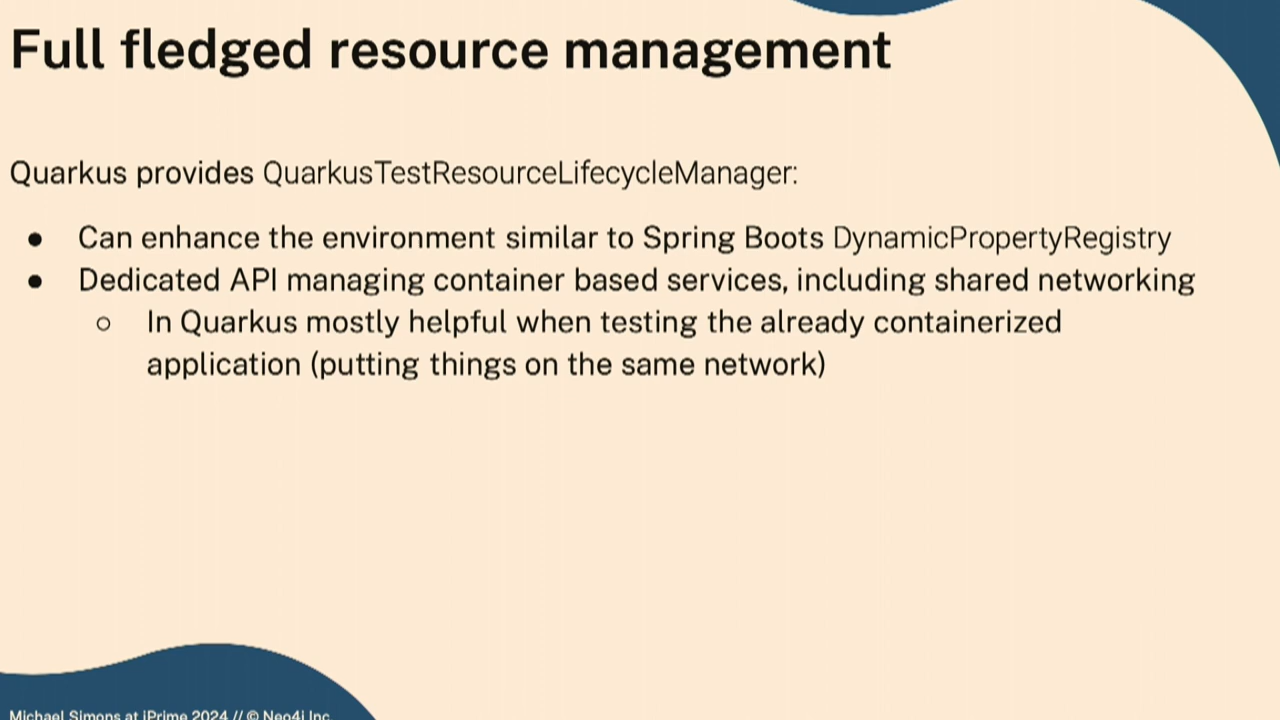 Full fledged resource management
Quarkus provides QuarkusTestResourceLifecycleManager:
● Can enhance the environment similar to Spring Boots DynamicPropertyRegistry
● Dedicated API managing container based services, including shared networking
○ In Quarkus mostly helpful when testing the already containerized
application (putting things on the same network)
Michael Simons at jPrime 2024 // © Neo4j Inc.